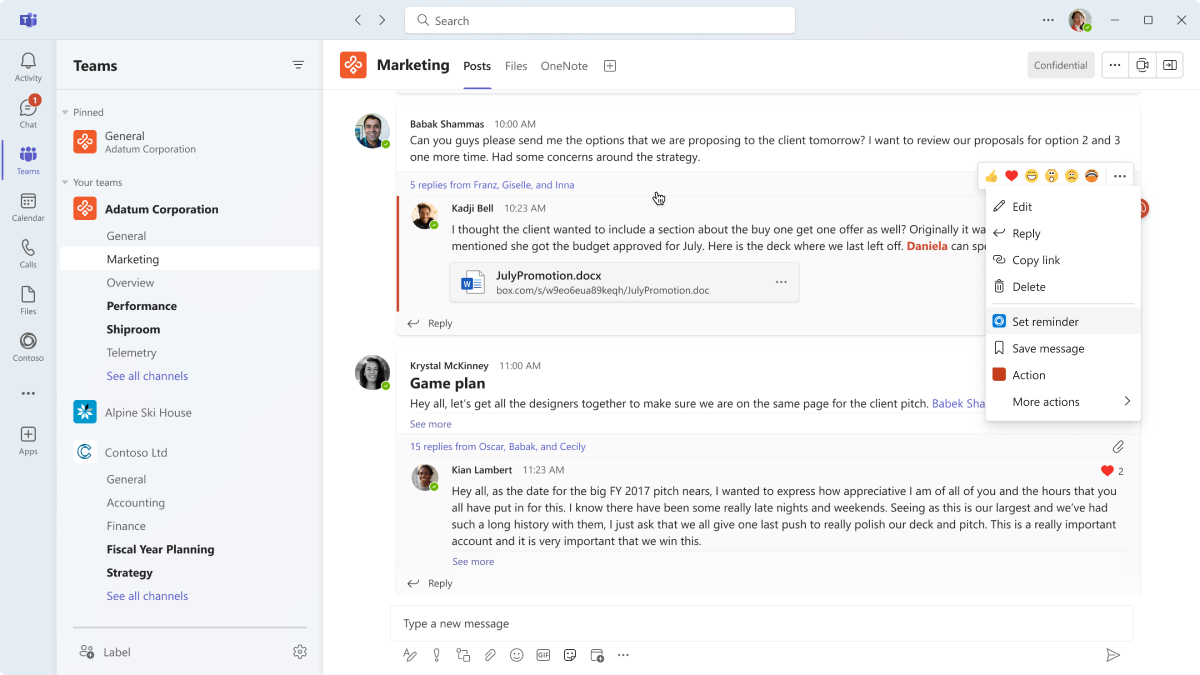 Search
Activity
1
Chat
Teams
Calendar
Calls
Files
Contoso
Apps
Teams
Pinned
General
Adatum Corporation
Your teams
Adatum Corporation
General
Marketing
Overview
Performance
Shiproom
Telemetry
See all channels
Alpine Ski House
Contoso Ltd
General
Accounting
Finance
Fiscal Year Planning
Strategy
See all channels
Label
Marketing
Posts
Files
OneNote
Confidential
Babak Shammas 10:00 AM
Can you guys please send me the options that we are proposing to the client tomorrow? I want to review our proposals for option 2 and 3
one more time. Had some concerns around the strategy.
5 replies from Franz, Giselle, and Inna
Kadji Bell 10:23 AM
I thought the client wanted to include a section about the buy one get one offer as well? Originally it wa
mentioned she got the budget approved for July. Here is the deck where we last left off. Daniela can spe
JulyPromotion.docx
box.com/s/w9eo6eua89keqh/JulyPromotion.doc
Reply
Edit
Reply
Copy link
Delete
Set reminder
Save message
Action
More actions
Krystal McKinney 11:00 AM
Game plan
Hey all, let's get all the designers together to make sure we are on the same page for the client pitch. Babek Sha
See more
15 replies from Oscar, Babak, and Cecily
Kian Lambert 11:23 AM
2
Hey all, as the date for the big FY 2017 pitch nears, I wanted to express how appreciative I am of all of you and the hours that you
all have put in for this. I know there have been some really late nights and weekends. Seeing as this is our largest and we've had
such a long history with them, I just ask that we all give one last push to really polish our deck and pitch. This is a really important
account and it is very important that we win this.
See more
Reply
Type a new message
GIF